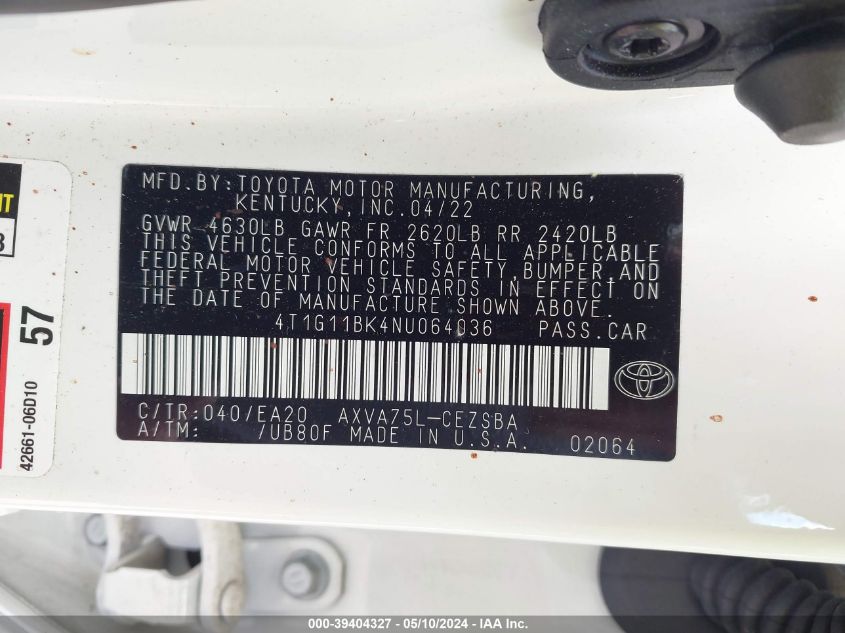 MFD.BY:TOYOTA MOTOR MANUFACTURING,
KENTUCKY,INC.04/22
GVWR 4630LB GAWR FR 2620LB RR 2420LB
THIS VEHICLE CONFORMS TO ALL APPLICABLE
FEDERAL MOTOR VEHICLE SAFETY,BUMPER,AND
THEFT PREVENTION STANDARDS IN EFFECT ON
THE DATE OF MANUFACTURE SHOWN ABOVE.
4T1G11BK4NU064036 PASS.CAR
C/TR:040/EA20 AXVA75L-CEZSBA
A/TM: /UB80F MADE IN U.S.A. 02064
57
42661-06D10
000-39404327 - 05/10/2024 - IAA Inc.